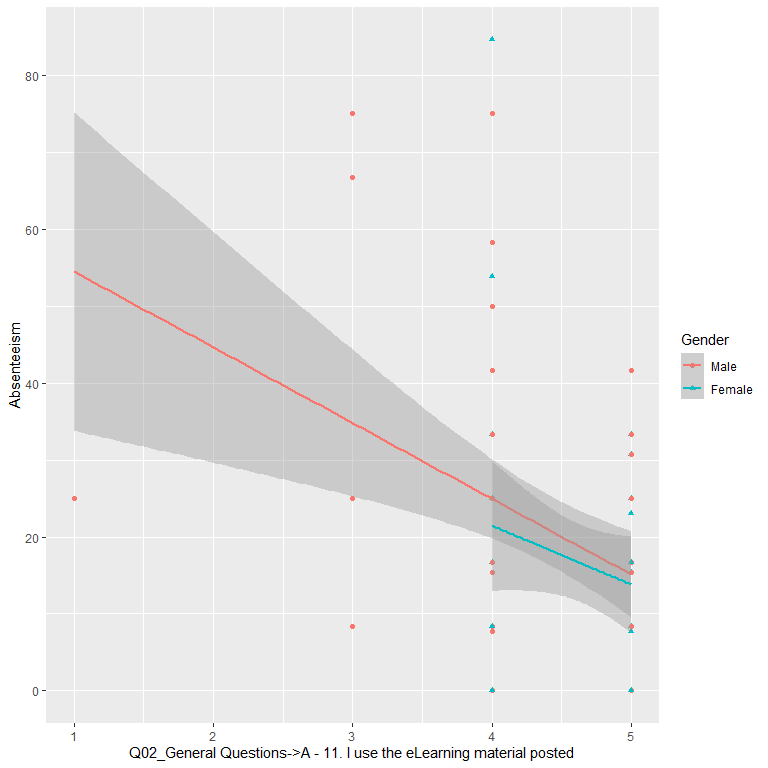 80
60
40
20
0
Absenteeism
1 2 3 4 5
Q02_General Questions->A - 11. I use the eLearning material posted
Gender
Male
Female